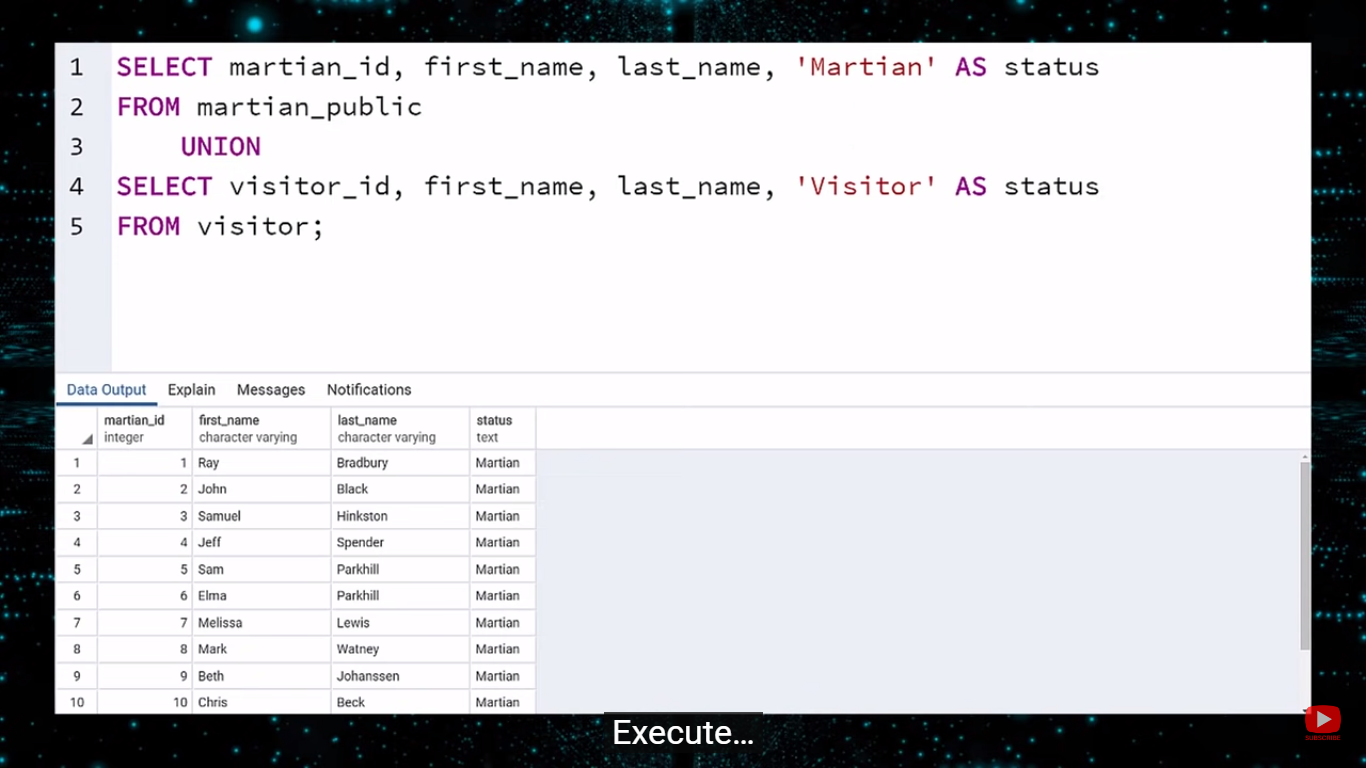 1 SELECT martian_id, first_name, last_name, 'Martian' AS status
2 FROM martian_public
3 UNION
4 SELECT visitor_id, first_name, last_name, 'Visitor' AS status
5 FROM visitor;
Data Output Explain Messages Notifications
martian_id first_name last_name status
integer character varying character varying text
1 1 Ray Bradbury Martian
2 2 John Black Martian
3 3 Samuel Hinkston Martian
4 4 Jeff Spender Martian
5 5 Sam Parkhill Martian
6 6 Elma Parkhill Martian
7 7 Melissa Lewis Martian
8 8 Mark Watney Martian
9 9 Beth Johanssen Martian
10 10 Chris Beck Martian
Execute...
SUBSCRIBE